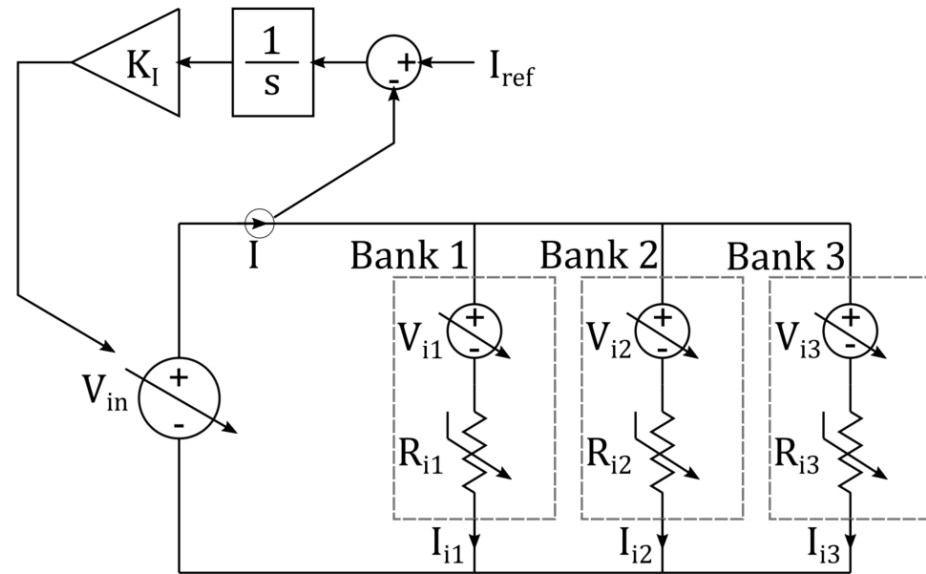 K_I
1
s
+
-
I_ref
I
Bank 1 Bank 2 Bank 3
V_in
+
-
V_i1
+
-
V_i2
+
-
V_i3
+
-
R_i1
R_i2
R_i3
I_i1
I_i2
I_i3